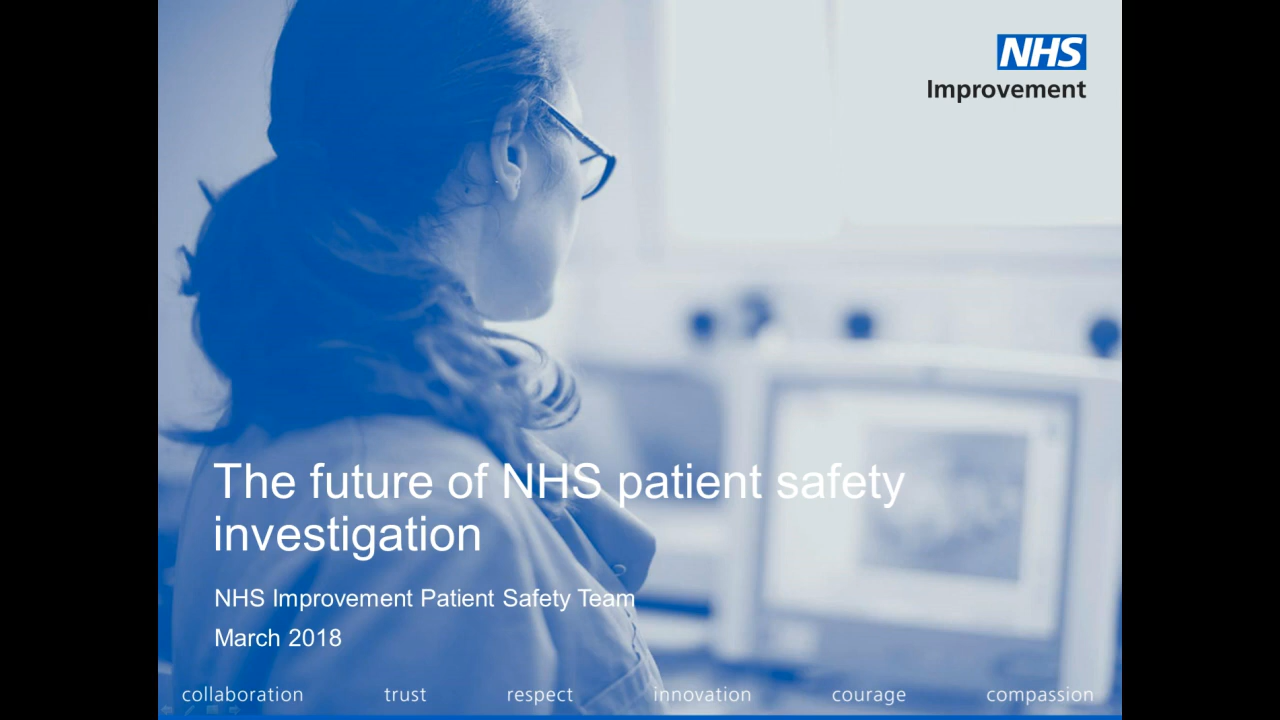 NHS
Improvement
The future of NHS patient safety
investigation
NHS Improvement Patient Safety Team
March 2018
collaboration trust respect innovation courage compassion